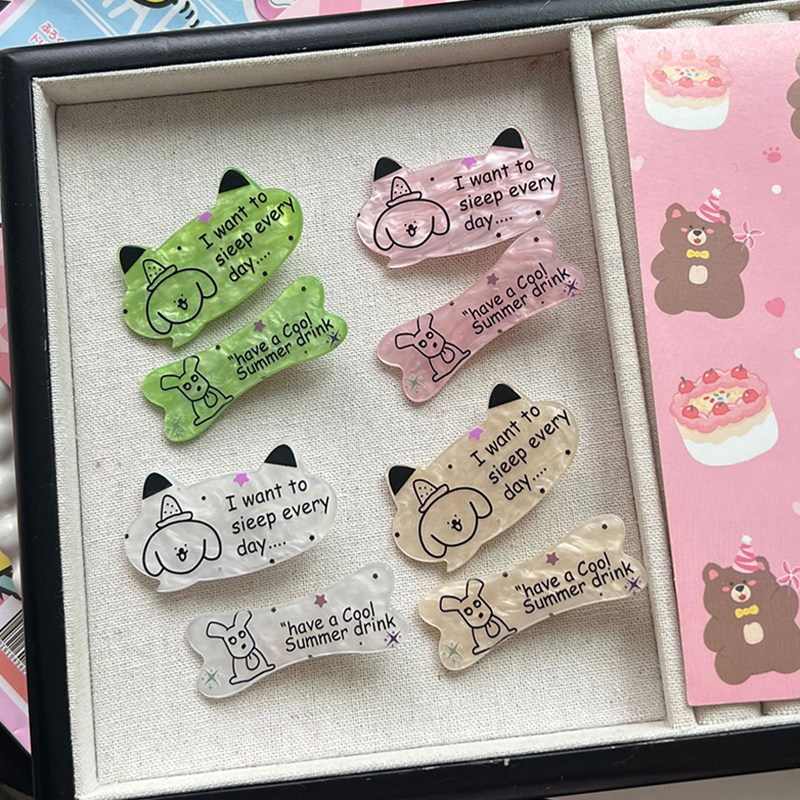 I want to
sieep every
day....
"have a Cool
Summer drink
I want to
sieep every
day....
"have a Cool
Summer drink
I want to
sieep every
day....
"have a Cool
Summer drink
I want to
sieep every
day....
"have a Cool
Summer drink